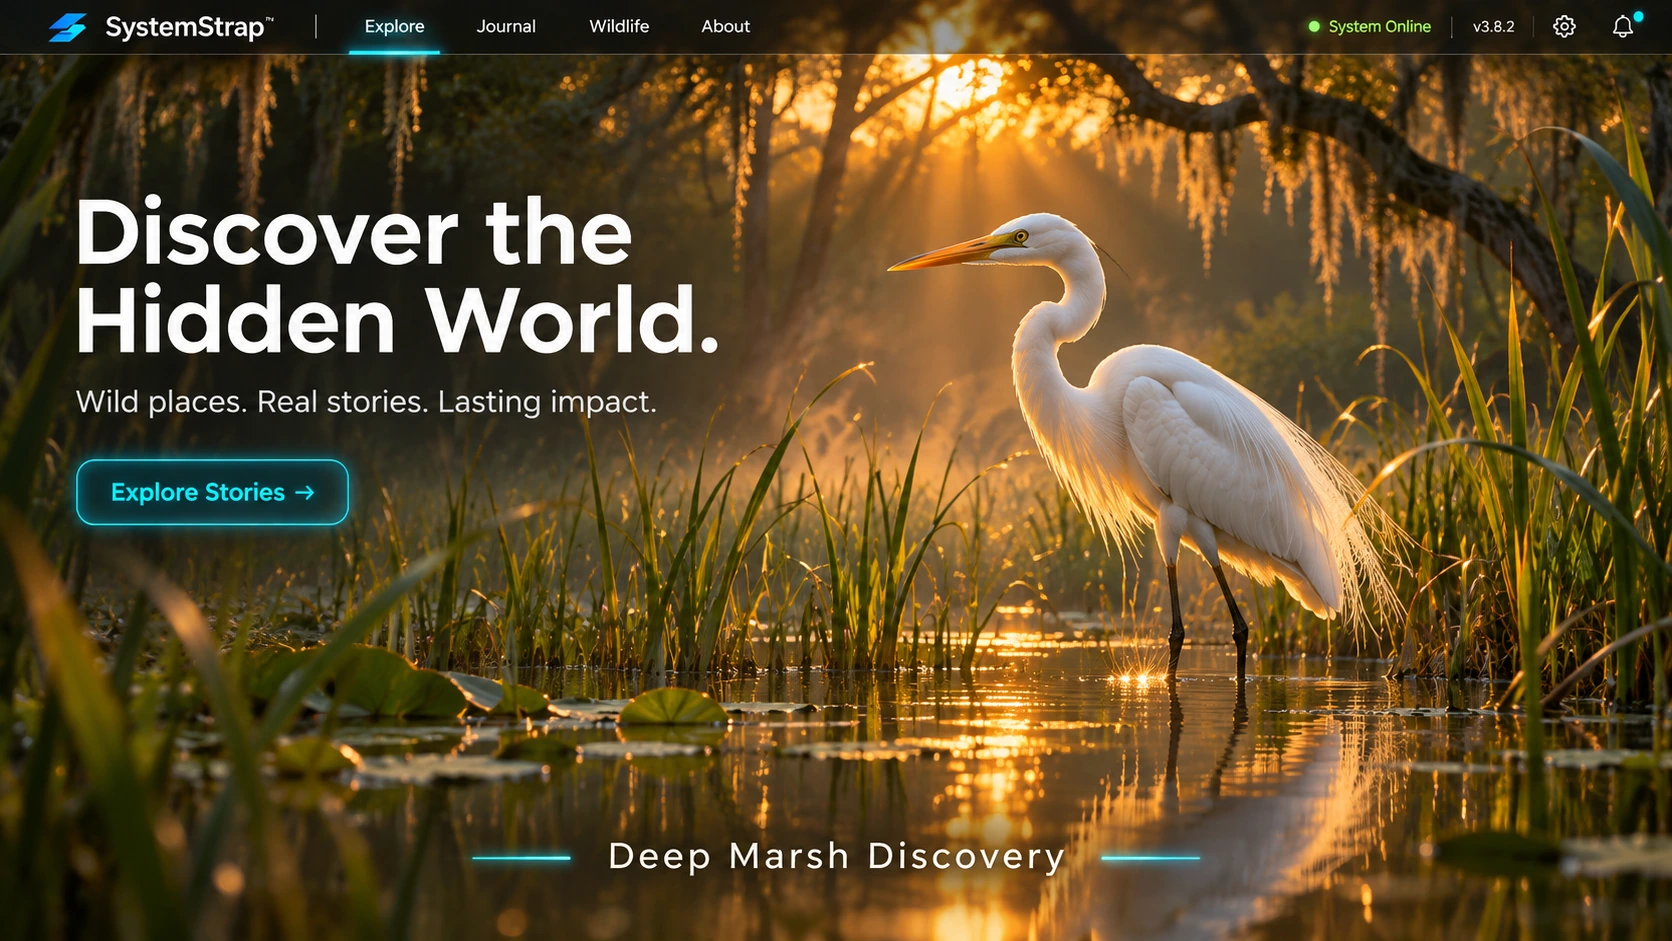 SystemStrap™
Explore
Journal
Wildlife
About
System Online
v3.8.2
Discover the
Hidden World.
Wild places. Real stories. Lasting impact.
Explore Stories →
Deep Marsh Discovery